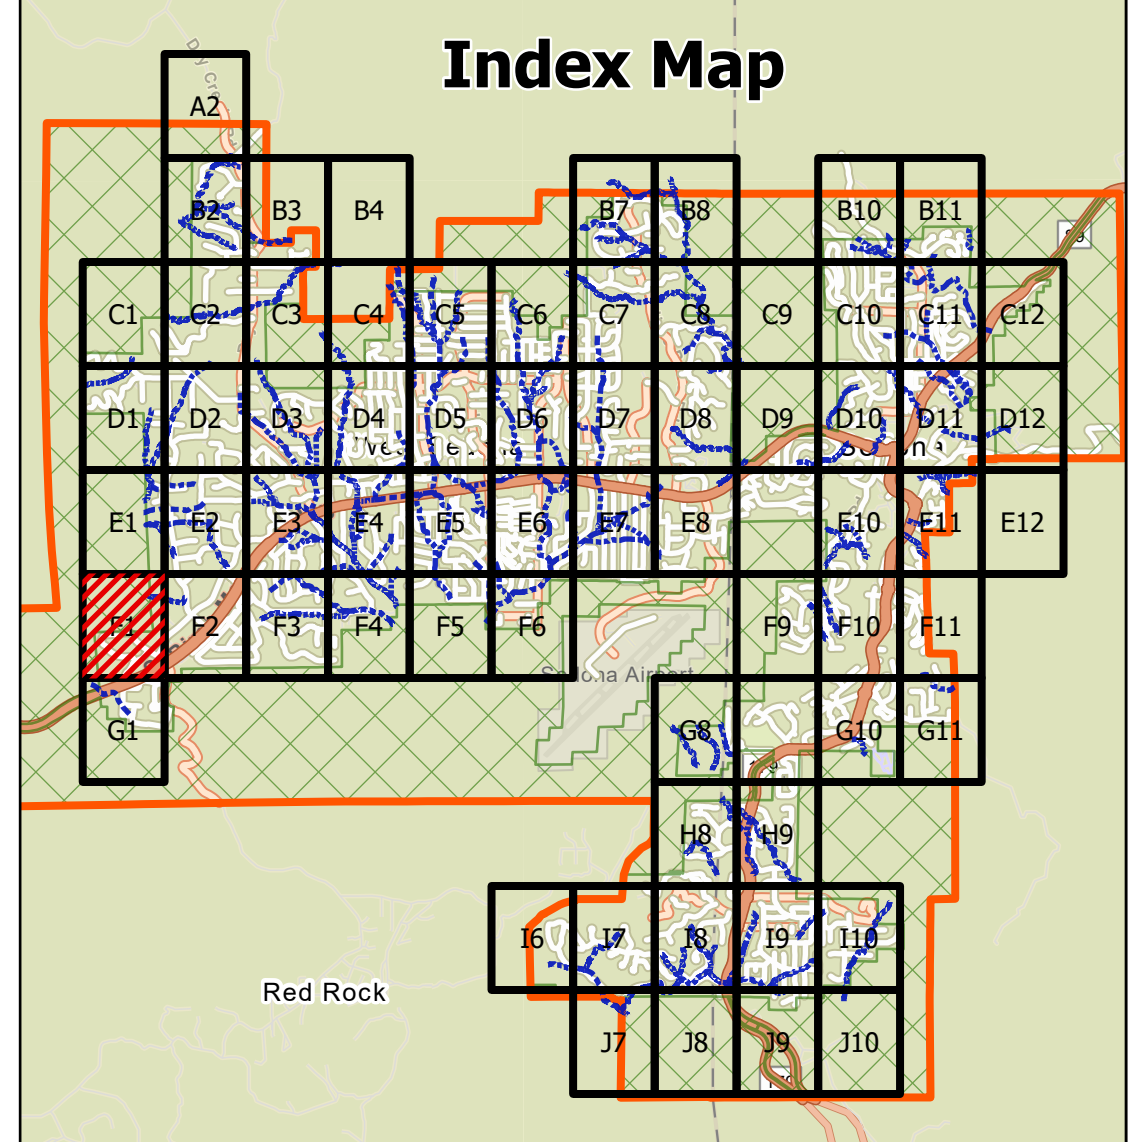 Index Map
A2
B2 B3 B4 B7 B8 B10 B11
C1 C2 C3 C4 C5 C6 C7 C8 C9 C10 C11 C12
D1 D2 D3 D4 D5 D6 D7 D8 D9 D10 D11 D12
E1 E2 E3 E4 E5 E6 E7 E8 E10 E11 E12
F1 F2 F3 F4 F5 F6 F9 F10 F11
Sedona Airport
G1 G8 G10 G11
H8 H9
I6 I7 I8 I9 I10
Red Rock
J7 J8 J9 J10